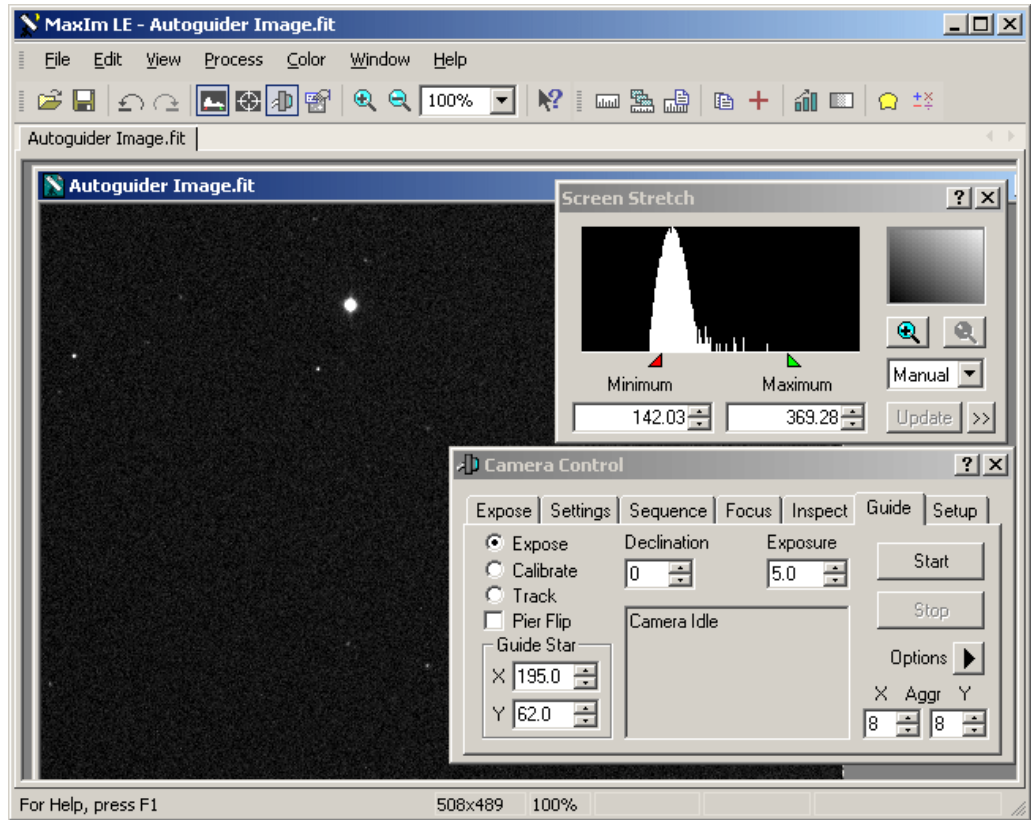 MaxIm LE - Autoguider Image.fit
File Edit View Process Color Window Help
100%
Autoguider Image.fit
Autoguider Image.fit
Screen Stretch
Minimum Maximum
Manual
142.03 369.28 Update >>
Camera Control
Expose Settings Sequence Focus Inspect Guide Setup
Expose Declination Exposure
Calibrate 0 5.0 Start
Track
Pier Flip Camera Idle Stop
Guide Star
X 195.0 Options
X Aggr Y
Y 62.0 8 8
For Help, press F1 508x489 100%